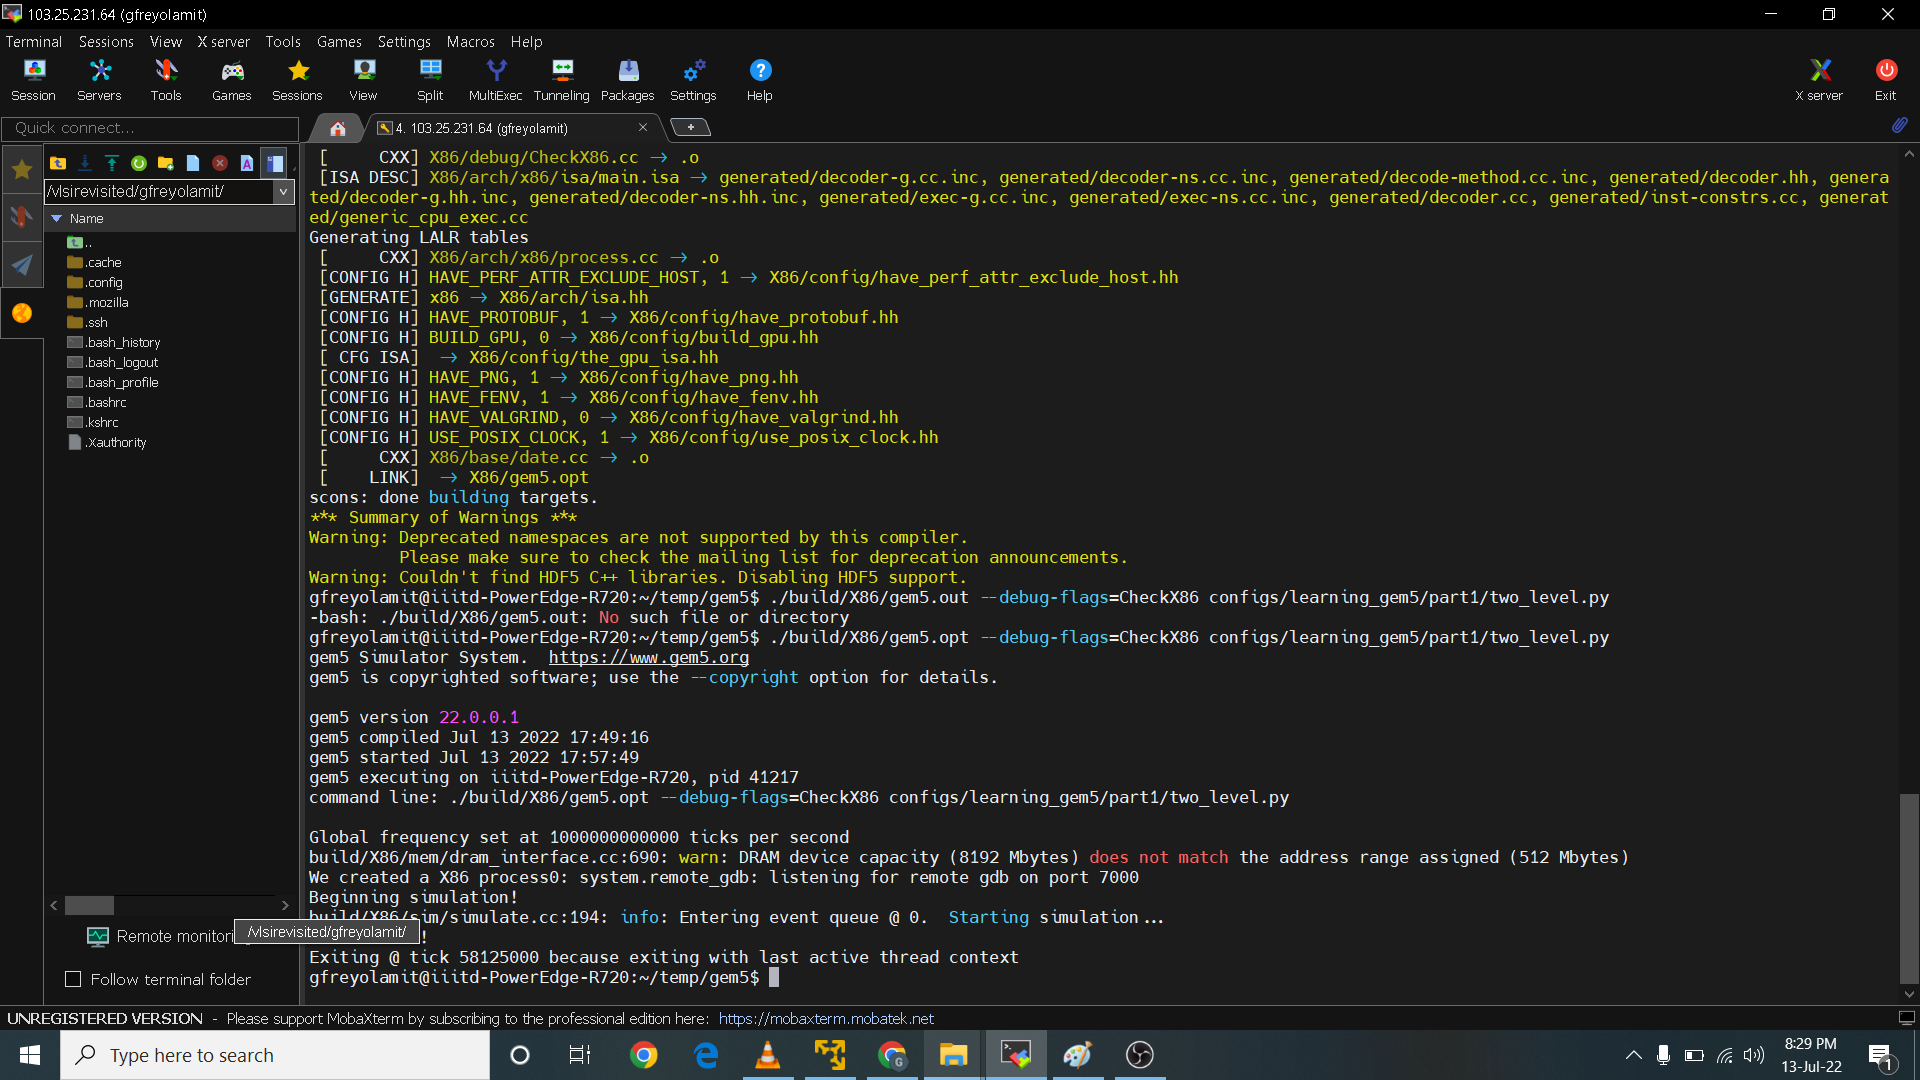 103.25.231.64 (gfreyolamit)
Terminal Sessions View X server Tools Games Settings Macros Help
Session Servers Tools Games Sessions View Split MultiExec Tunneling Packages Settings Help X server Exit
Quick connect...
4. 103.25.231.64 (gfreyolamit)
/vlsirevisited/gfreyolamit/
Name
..
.cache
.config
.mozilla
.ssh
.bash_history
.bash_logout
.bash_profile
.bashrc
.kshrc
.Xauthority
Remote monitori
/vlsirevisited/gfreyolamit/
Follow terminal folder
[     CXX] X86/debug/CheckX86.cc -> .o
[ISA DESC] X86/arch/x86/isa/main.isa -> generated/decoder-g.cc.inc, generated/decoder-ns.cc.inc, generated/decode-method.cc.inc, generated/decoder.hh, genera
ted/decoder-g.hh.inc, generated/decoder-ns.hh.inc, generated/exec-g.cc.inc, generated/exec-ns.cc.inc, generated/decoder.cc, generated/inst-constrs.cc, generat
ed/generic_cpu_exec.cc
Generating LALR tables
[     CXX] X86/arch/x86/process.cc -> .o
[CONFIG H] HAVE_PERF_ATTR_EXCLUDE_HOST, 1 -> X86/config/have_perf_attr_exclude_host.hh
[GENERATE] x86 -> X86/arch/isa.hh
[CONFIG H] HAVE_PROTOBUF, 1 -> X86/config/have_protobuf.hh
[CONFIG H] BUILD_GPU, 0 -> X86/config/build_gpu.hh
[ CFG ISA]  -> X86/config/the_gpu_isa.hh
[CONFIG H] HAVE_PNG, 1 -> X86/config/have_png.hh
[CONFIG H] HAVE_FENV, 1 -> X86/config/have_fenv.hh
[CONFIG H] HAVE_VALGRIND, 0 -> X86/config/have_valgrind.hh
[CONFIG H] USE_POSIX_CLOCK, 1 -> X86/config/use_posix_clock.hh
[     CXX] X86/base/date.cc -> .o
[    LINK]  -> X86/gem5.opt
scons: done building targets.
*** Summary of Warnings ***
Warning: Deprecated namespaces are not supported by this compiler.
Please make sure to check the mailing list for deprecation announcements.
Warning: Couldn't find HDF5 C++ libraries. Disabling HDF5 support.
gfreyolamit@iiitd-PowerEdge-R720:~/temp/gem5$ ./build/X86/gem5.out --debug-flags=CheckX86 configs/learning_gem5/part1/two_level.py
-bash: ./build/X86/gem5.out: No such file or directory
gfreyolamit@iiitd-PowerEdge-R720:~/temp/gem5$ ./build/X86/gem5.opt --debug-flags=CheckX86 configs/learning_gem5/part1/two_level.py
gem5 Simulator System.  https://www.gem5.org
gem5 is copyrighted software; use the --copyright option for details.
gem5 version 22.0.0.1
gem5 compiled Jul 13 2022 17:49:16
gem5 started Jul 13 2022 17:57:49
gem5 executing on iiitd-PowerEdge-R720, pid 41217
command line: ./build/X86/gem5.opt --debug-flags=CheckX86 configs/learning_gem5/part1/two_level.py
Global frequency set at 1000000000000 ticks per second
build/X86/mem/dram_interface.cc:690: warn: DRAM device capacity (8192 Mbytes) does not match the address range assigned (512 Mbytes)
We created a X86 process0: system.remote_gdb: listening for remote gdb on port 7000
Beginning simulation!
build/X86/sim/simulate.cc:194: info: Entering event queue @ 0.  Starting simulation...
!
Exiting @ tick 58125000 because exiting with last active thread context
gfreyolamit@iiitd-PowerEdge-R720:~/temp/gem5$
UNREGISTERED VERSION - Please support MobaXterm by subscribing to the professional edition here: https://mobaxterm.mobatek.net
Type here to search
8:29 PM
13-Jul-22
1